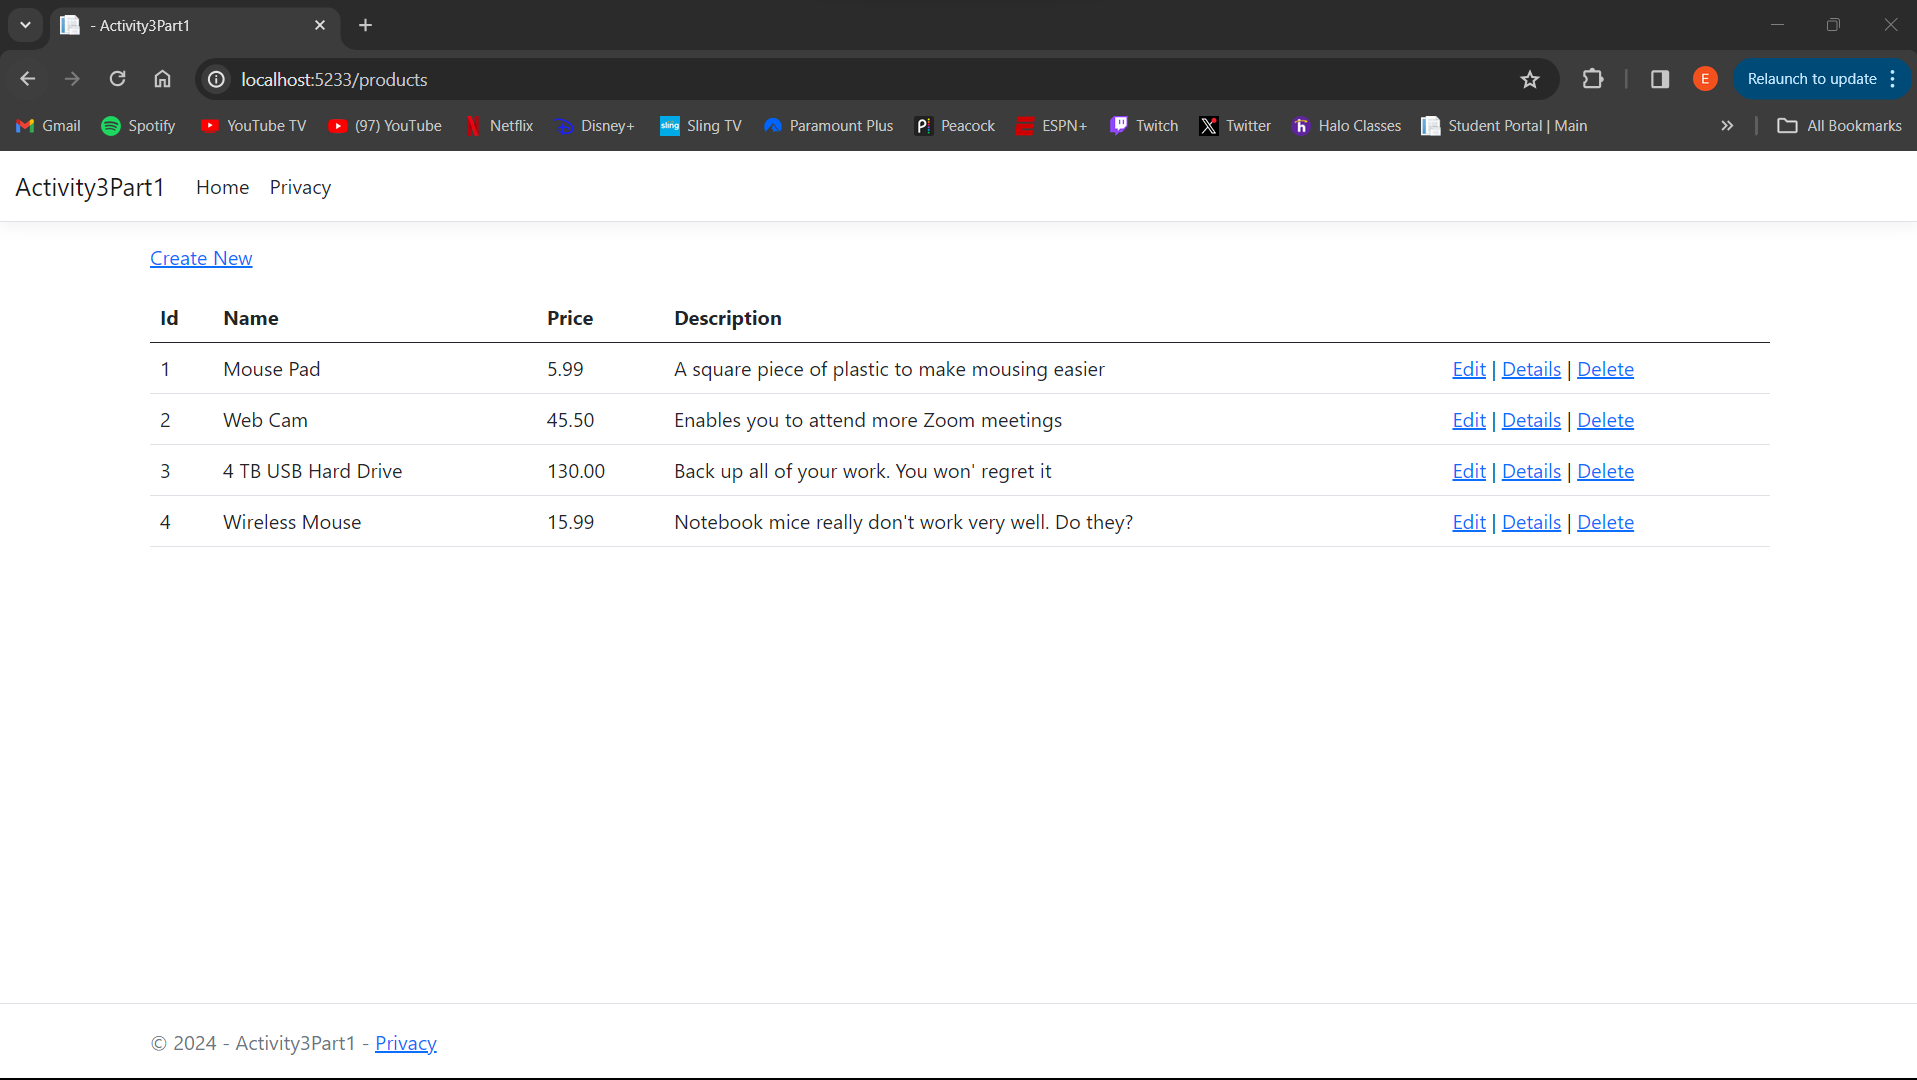 - Activity3Part1
localhost:5233/products
E
Relaunch to update
Gmail Spotify YouTube TV (97) YouTube Netflix Disney+ sling Sling TV Paramount Plus Peacock ESPN+ Twitch Twitter h Halo Classes Student Portal | Main » All Bookmarks
Activity3Part1 Home Privacy
Create New
Id Name Price Description
1 Mouse Pad 5.99 A square piece of plastic to make mousing easier Edit | Details | Delete
2 Web Cam 45.50 Enables you to attend more Zoom meetings Edit | Details | Delete
3 4 TB USB Hard Drive 130.00 Back up all of your work. You won' regret it Edit | Details | Delete
4 Wireless Mouse 15.99 Notebook mice really don't work very well. Do they? Edit | Details | Delete
© 2024 - Activity3Part1 - Privacy